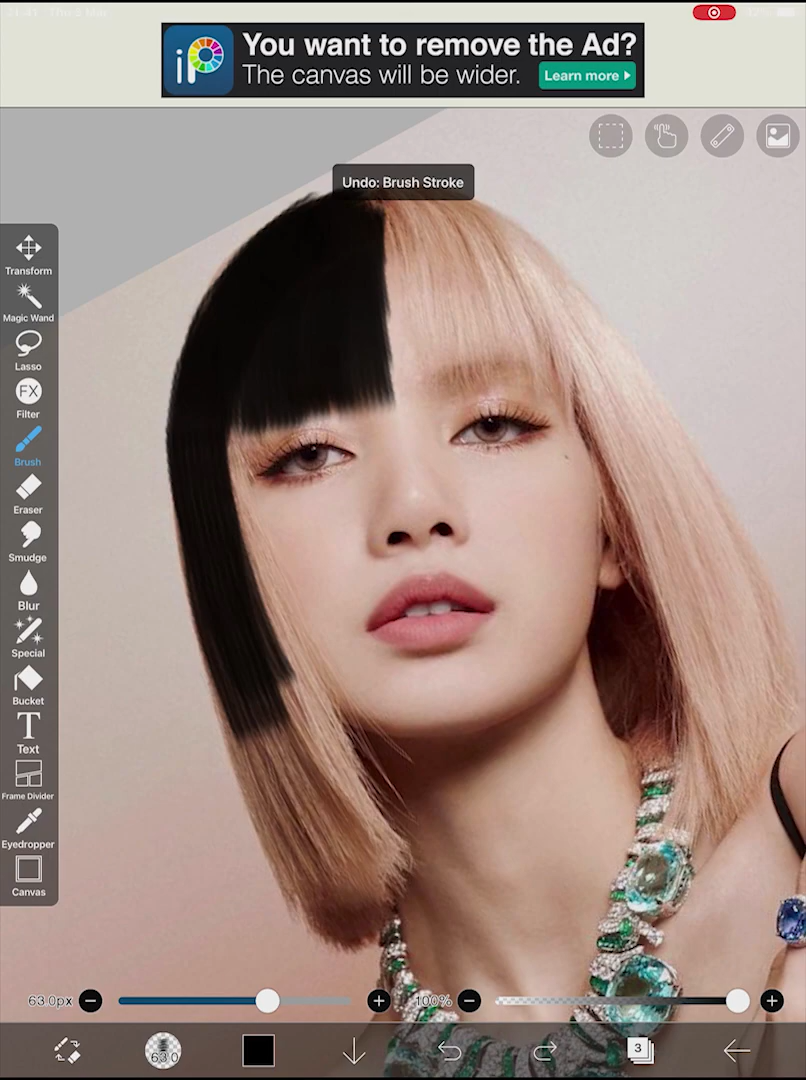 You want to remove the Ad?
The canvas will be wider.
Learn more
Undo: Brush Stroke
Transform
Magic Wand
Lasso
FX
Filter
Brush
Eraser
Smudge
Blur
Special
Bucket
T
Text
Frame Divider
Eyedropper
Canvas
63.0px
100%
63.0
3